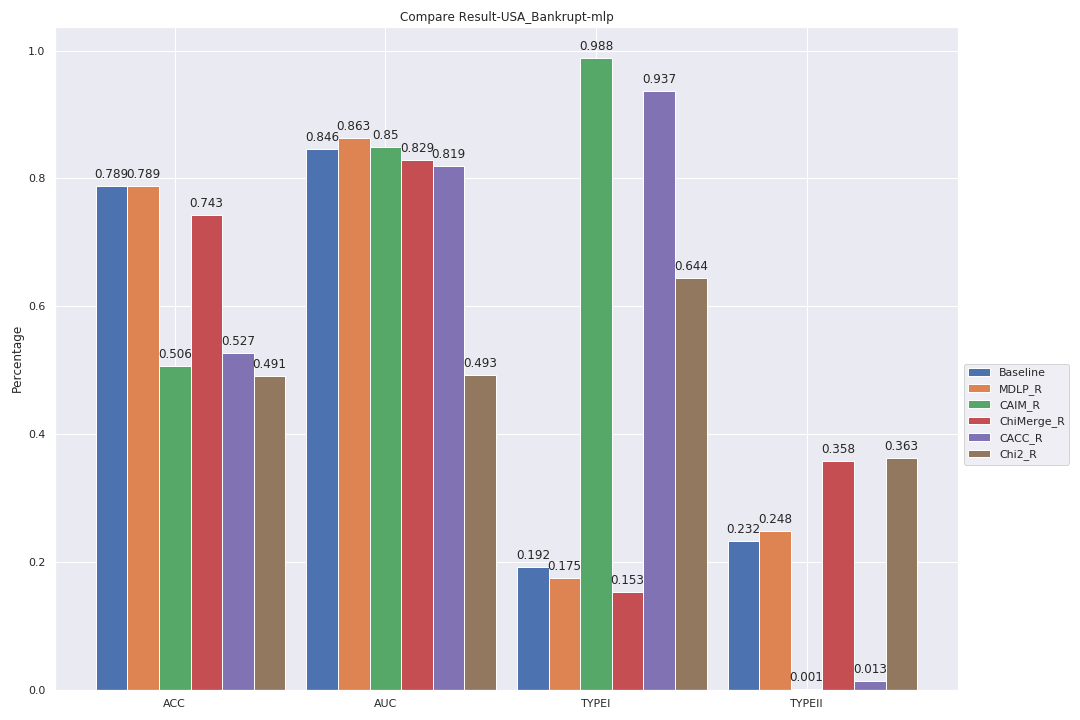 Compare Result-USA_Bankrupt-mlp
Percentage
1.0
0.8
0.6
0.4
0.2
0.0
0.789
0.789
0.506
0.743
0.527
0.491
0.846
0.863
0.85
0.829
0.819
0.493
0.192
0.175
0.988
0.153
0.937
0.644
0.232
0.248
0.001
0.358
0.013
0.363
ACC
AUC
TYPEI
TYPEII
Baseline
MDLP_R
CAIM_R
ChiMerge_R
CACC_R
Chi2_R